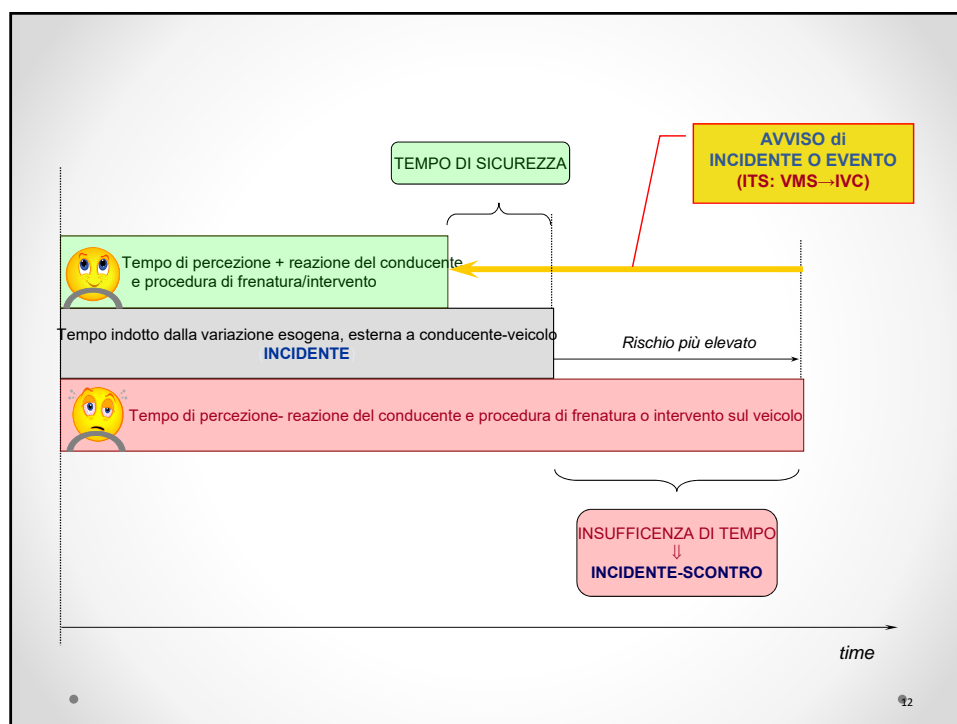 AVVISO di
INCIDENTE O EVENTO
(ITS: VMS→IVC)
TEMPO DI SICUREZZA
Tempo di percezione + reazione del conducente
e procedura di frenatura/intervento
Tempo indotto dalla variazione esogena, esterna a conducente-veicolo
INCIDENTE
Rischio più elevato
Tempo di percezione- reazione del conducente e procedura di frenatura o intervento sul veicolo
INSUFFICENZA DI TEMPO
⇓
INCIDENTE-SCONTRO
time
12